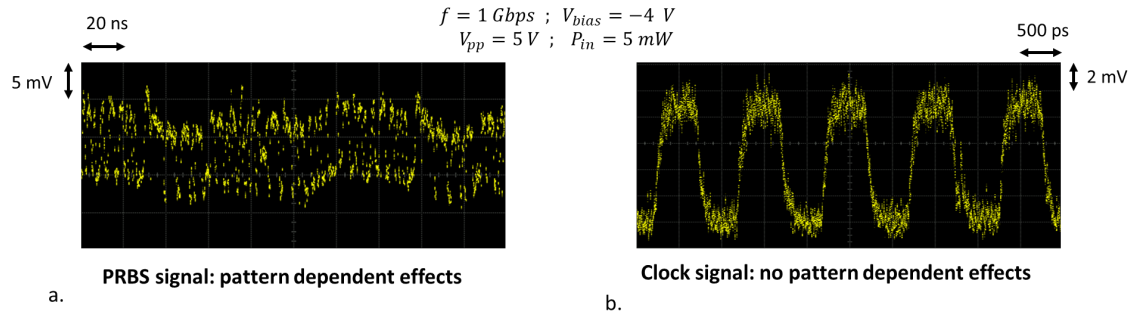 f = 1 Gbps ; V_bias = −4 V
V_pp = 5 V ; P_in = 5 mW
20 ns
5 mV
500 ps
2 mV
PRBS signal: pattern dependent effects
a.
Clock signal: no pattern dependent effects
b.